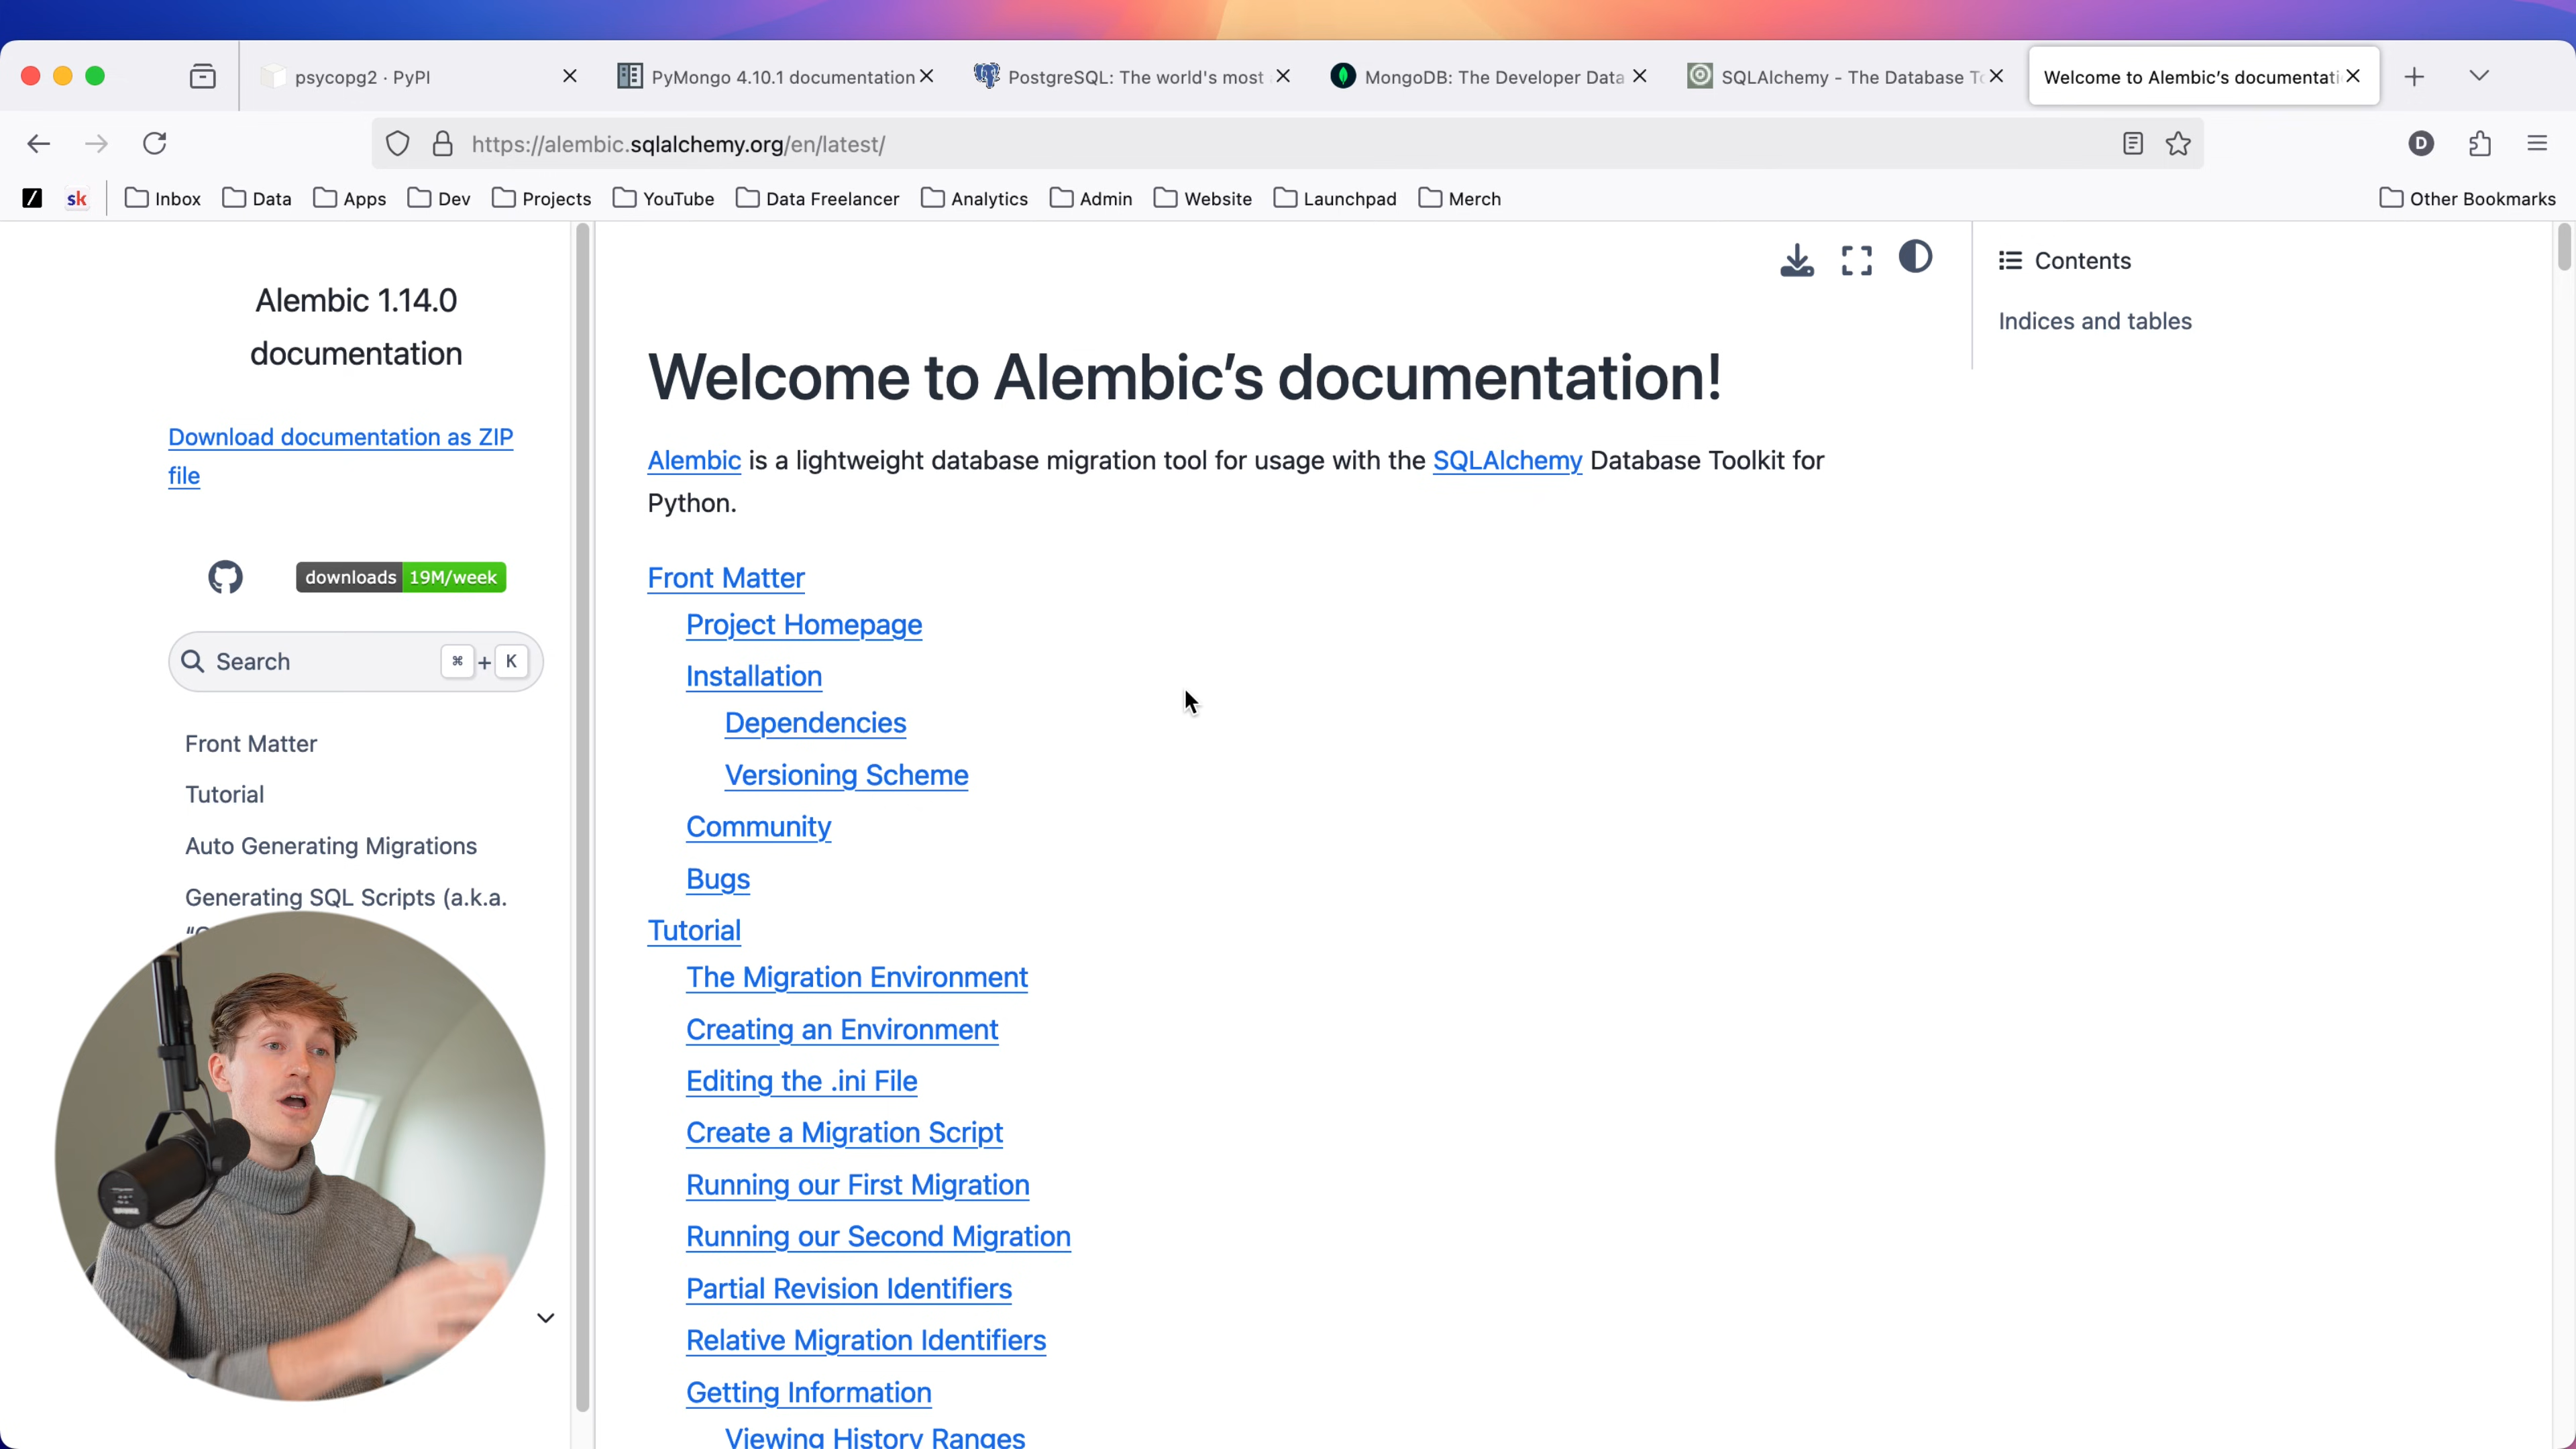 psycopg2 · PyPI
PyMongo 4.10.1 documentation
PostgreSQL: The world's most
MongoDB: The Developer Data
SQLAlchemy - The Database To
Welcome to Alembic's documentati
https://alembic.sqlalchemy.org/en/latest/
D
sk
Inbox
Data
Apps
Dev
Projects
YouTube
Data Freelancer
Analytics
Admin
Website
Launchpad
Merch
Other Bookmarks
Alembic 1.14.0
documentation
Download documentation as ZIP
file
downloads 19M/week
Search ⌘ + K
Front Matter
Tutorial
Auto Generating Migrations
Generating SQL Scripts (a.k.a.
Welcome to Alembic’s documentation!
Alembic is a lightweight database migration tool for usage with the SQLAlchemy Database Toolkit for
Python.
Front Matter
Project Homepage
Installation
Dependencies
Versioning Scheme
Community
Bugs
Tutorial
The Migration Environment
Creating an Environment
Editing the .ini File
Create a Migration Script
Running our First Migration
Running our Second Migration
Partial Revision Identifiers
Relative Migration Identifiers
Getting Information
Viewing History Ranges
Contents
Indices and tables